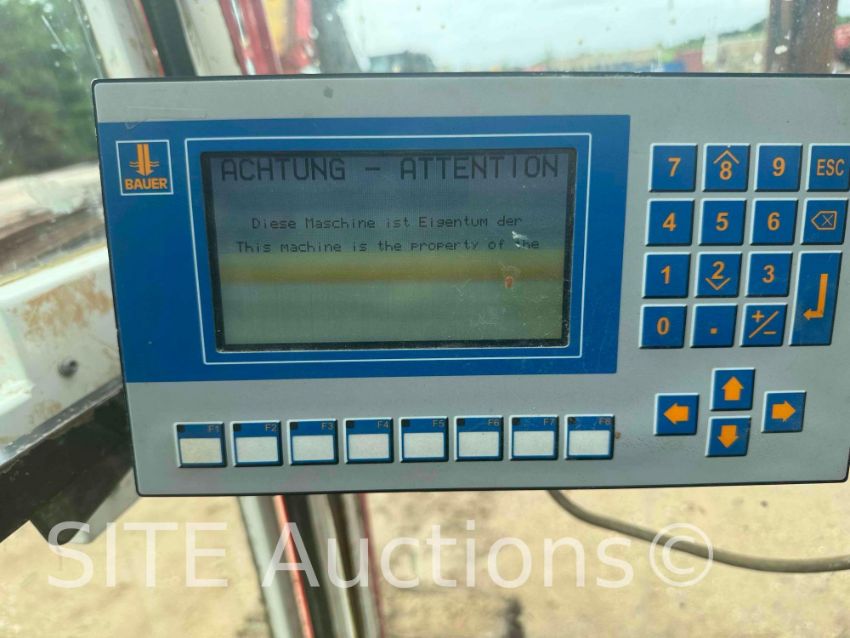 ACHTUNG - ATTENTION
BAUER
Diese Maschine ist Eigentum der
This machine is the property of the
7 8 9 ESC
4 5 6
1 2 3
0 . +/-
F1 F2 F3 F4 F5 F6 F7 F8
SITE Auctions©